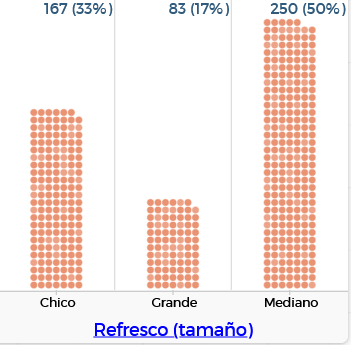 167 (33%) 83 (17%) 250 (50%)
Chico Grande Mediano
Refresco (tamaño)